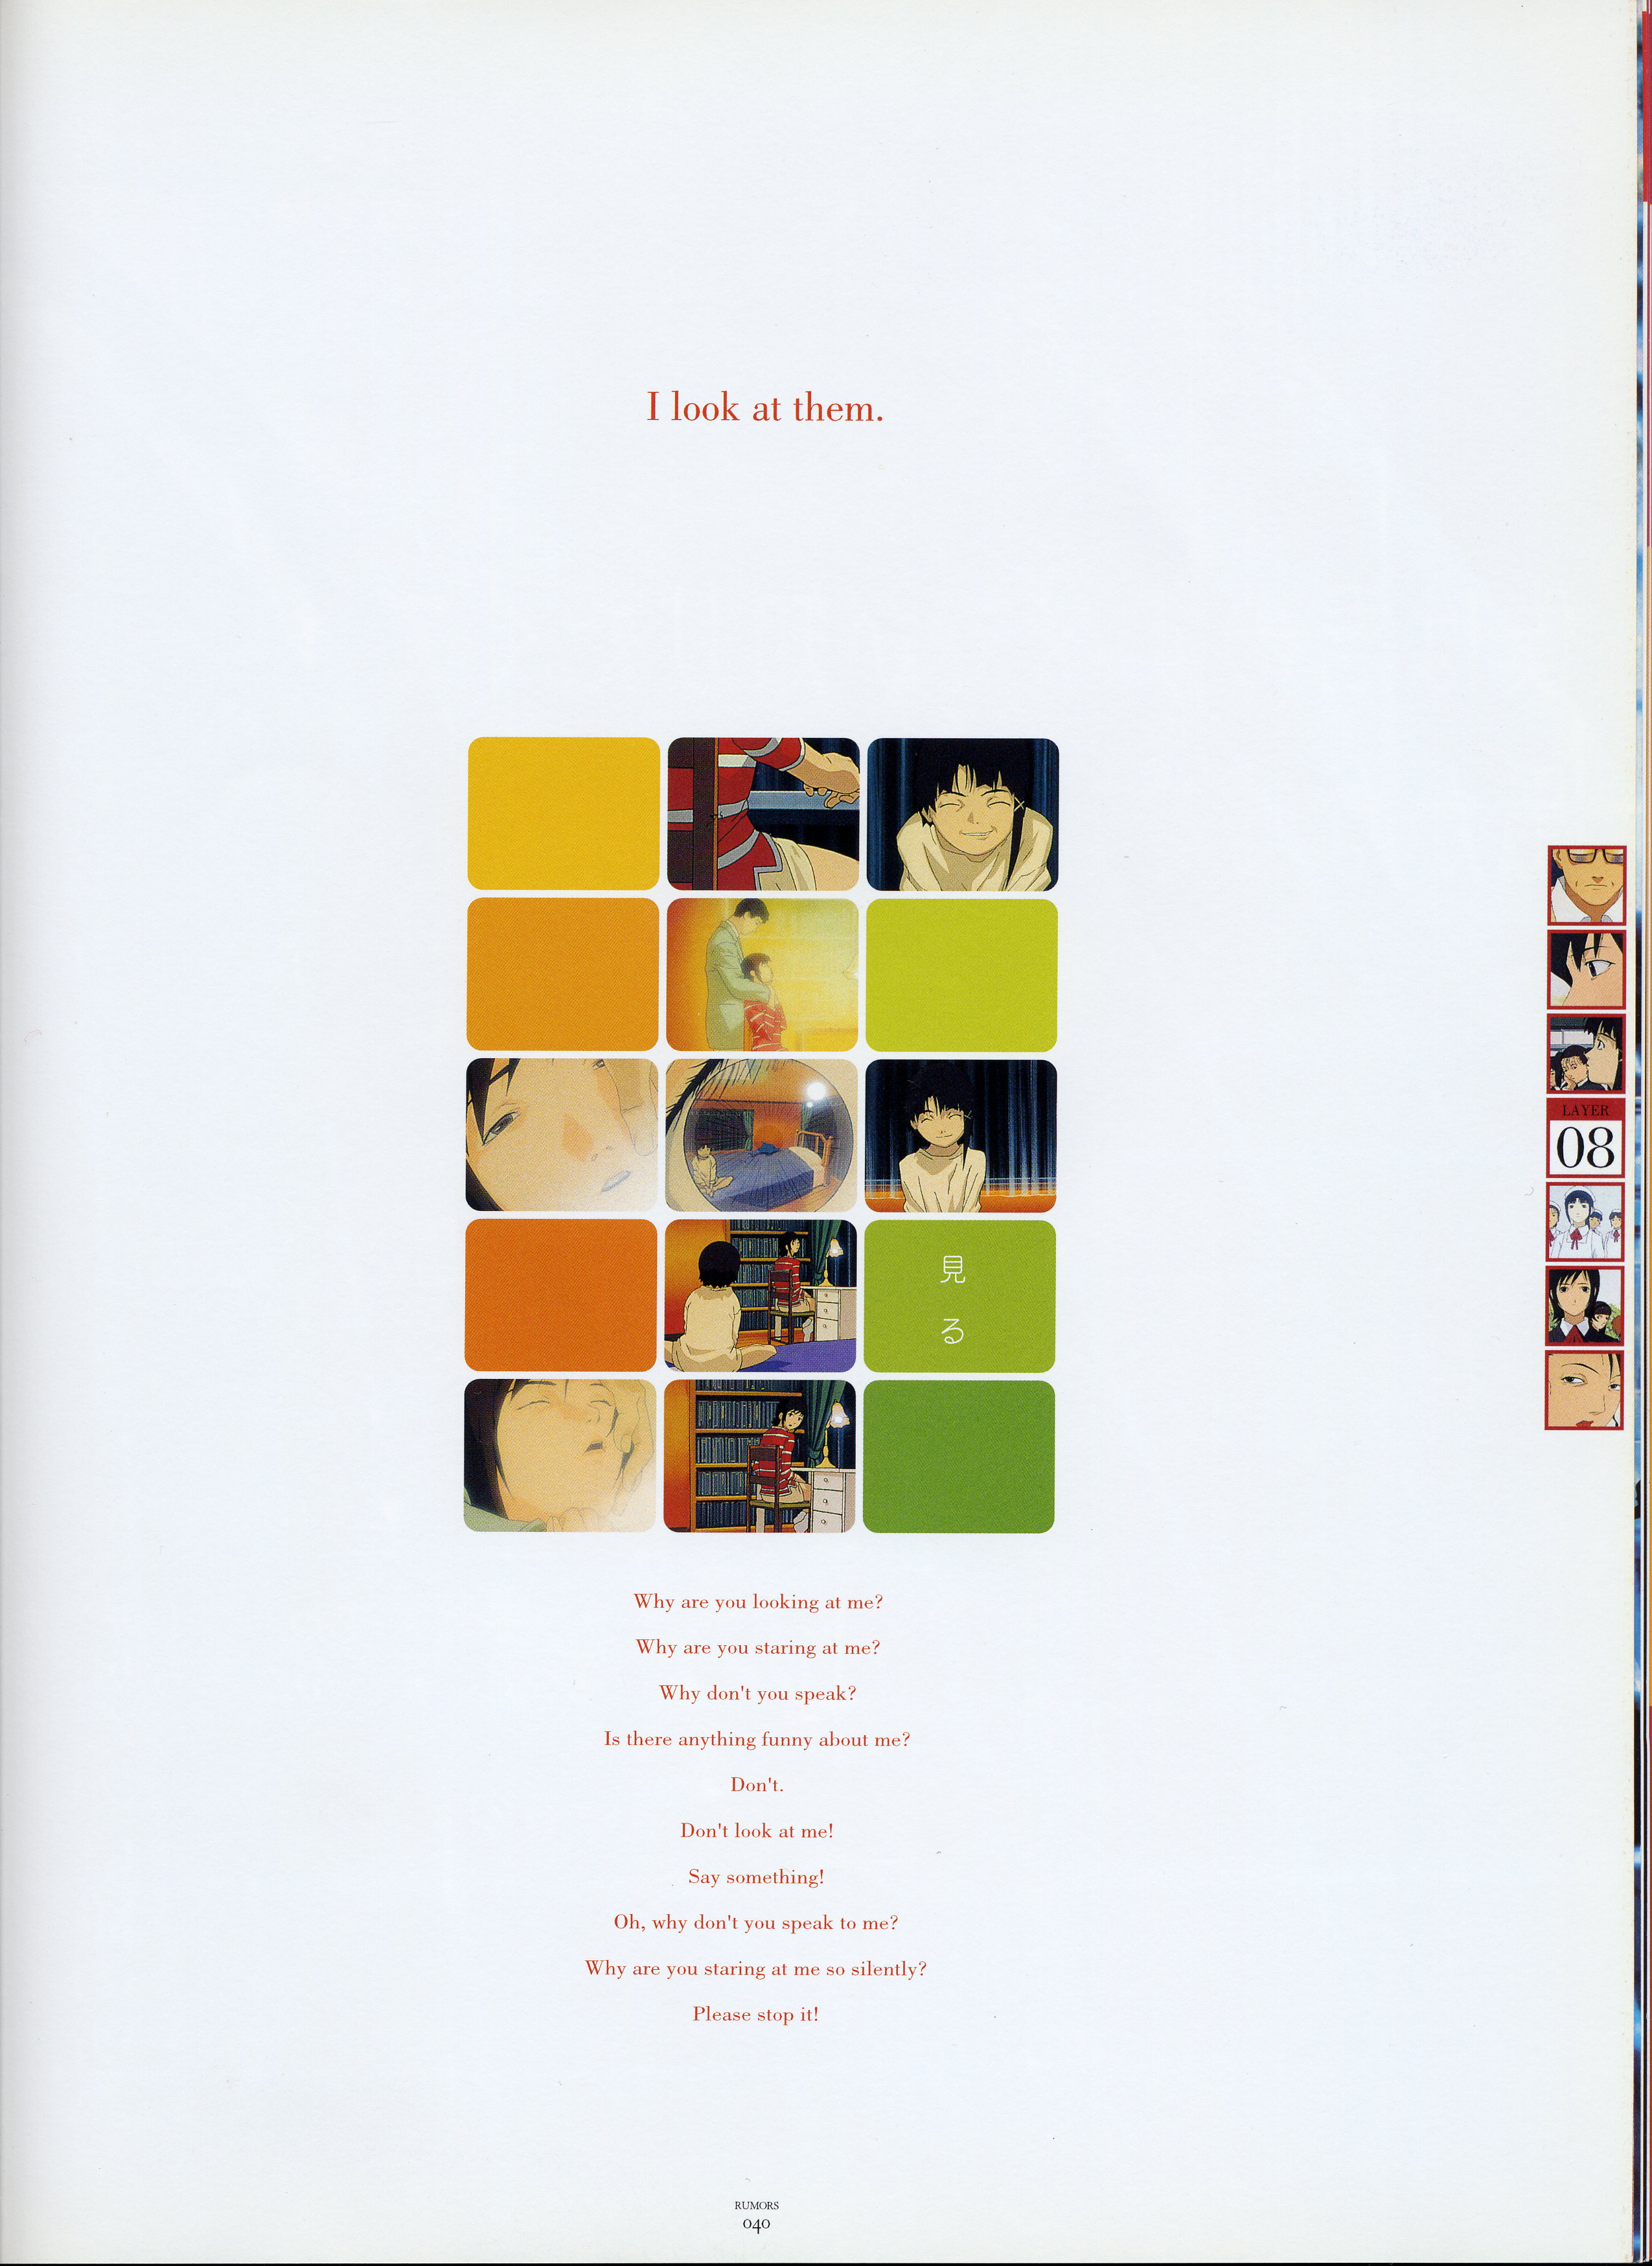 I look at them.
見
る
Why are you looking at me?
Why are you staring at me?
Why don't you speak?
Is there anything funny about me?
Don't.
Don't look at me!
Say something!
Oh, why don't you speak to me?
Why are you staring at me so silently?
Please stop it!
LAYER
08
RUMORS
040